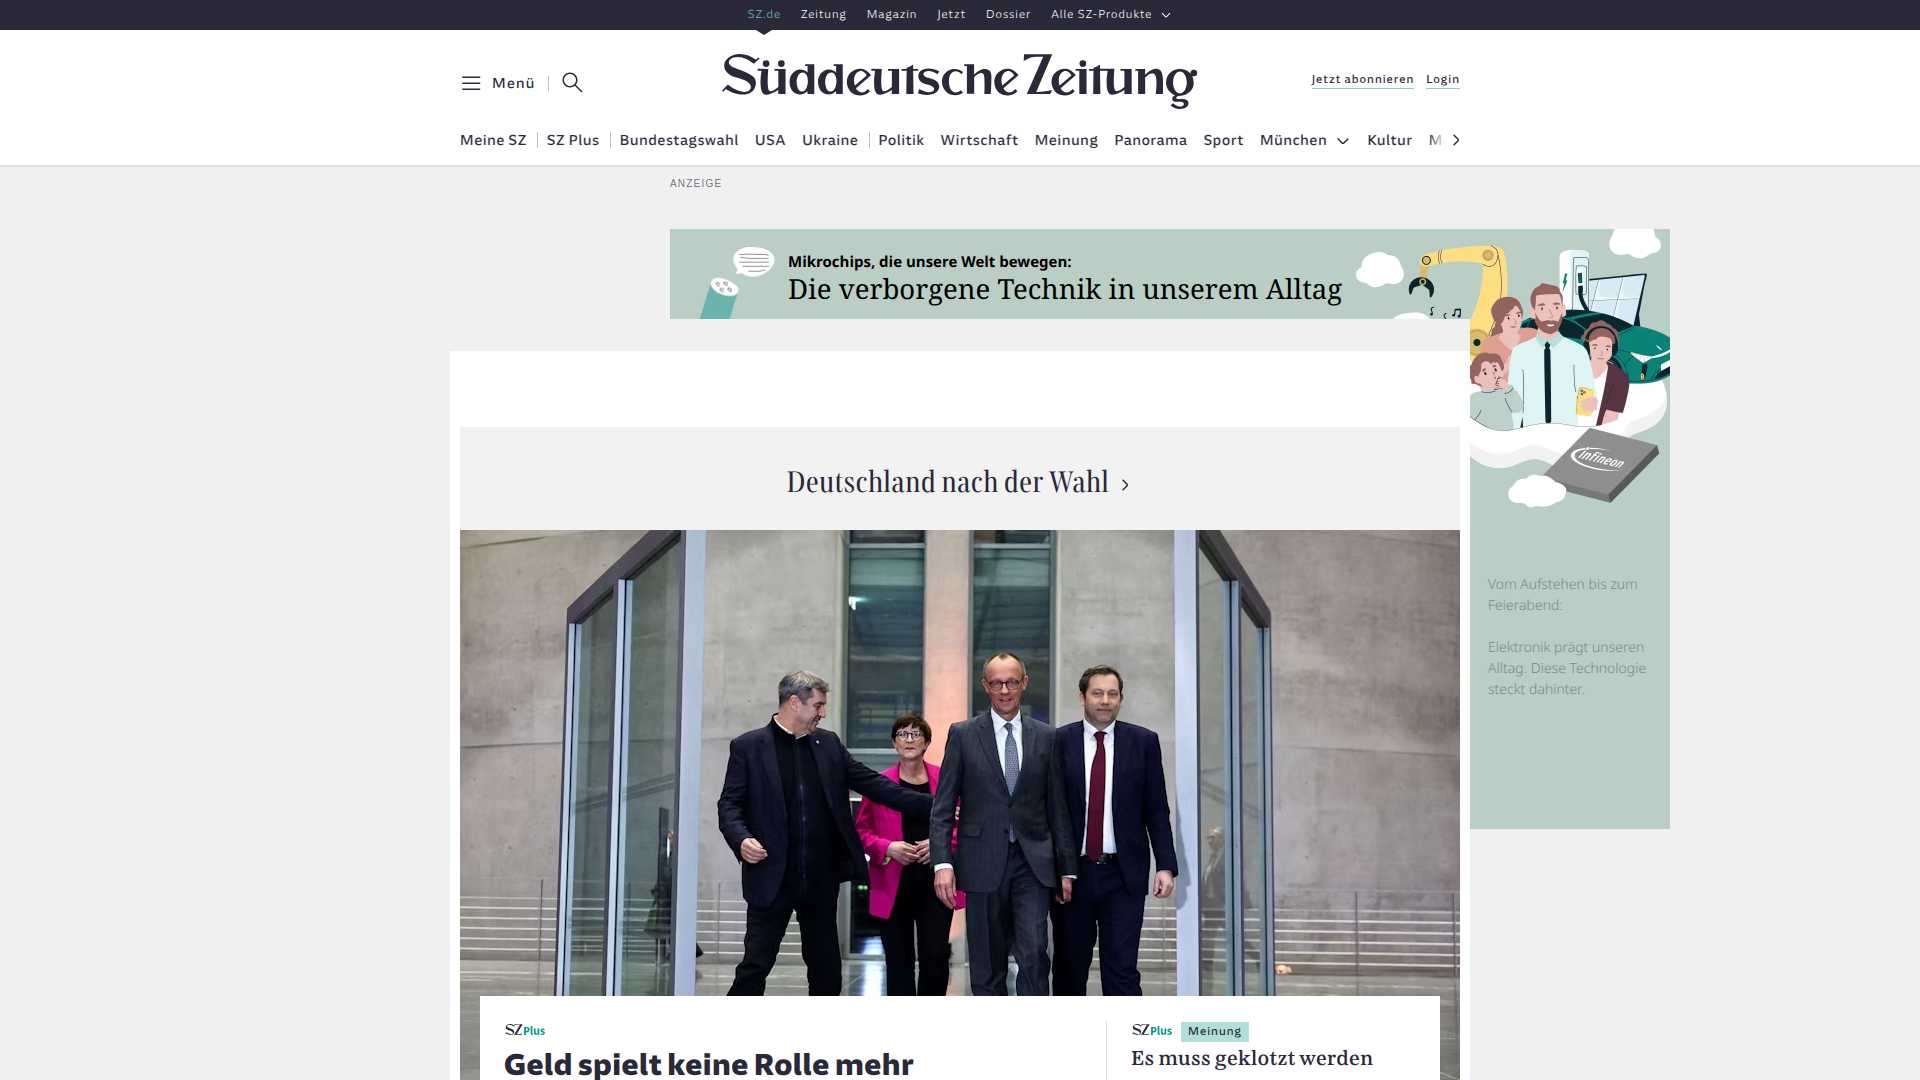 SZ.de Zeitung Magazin Jetzt Dossier Alle SZ-Produkte
Menü
Süddeutsche Zeitung
Jetzt abonnieren Login
Meine SZ SZ Plus Bundestagswahl USA Ukraine Politik Wirtschaft Meinung Panorama Sport München Kultur M
ANZEIGE
Mikrochips, die unsere Welt bewegen:
Die verborgene Technik in unserem Alltag
infineon
Deutschland nach der Wahl
Vom Aufstehen bis zum
Feierabend:
Elektronik prägt unseren
Alltag. Diese Technologie
steckt dahinter.
SZ Plus
Geld spielt keine Rolle mehr
SZ Plus Meinung
Es muss geklotzt werden